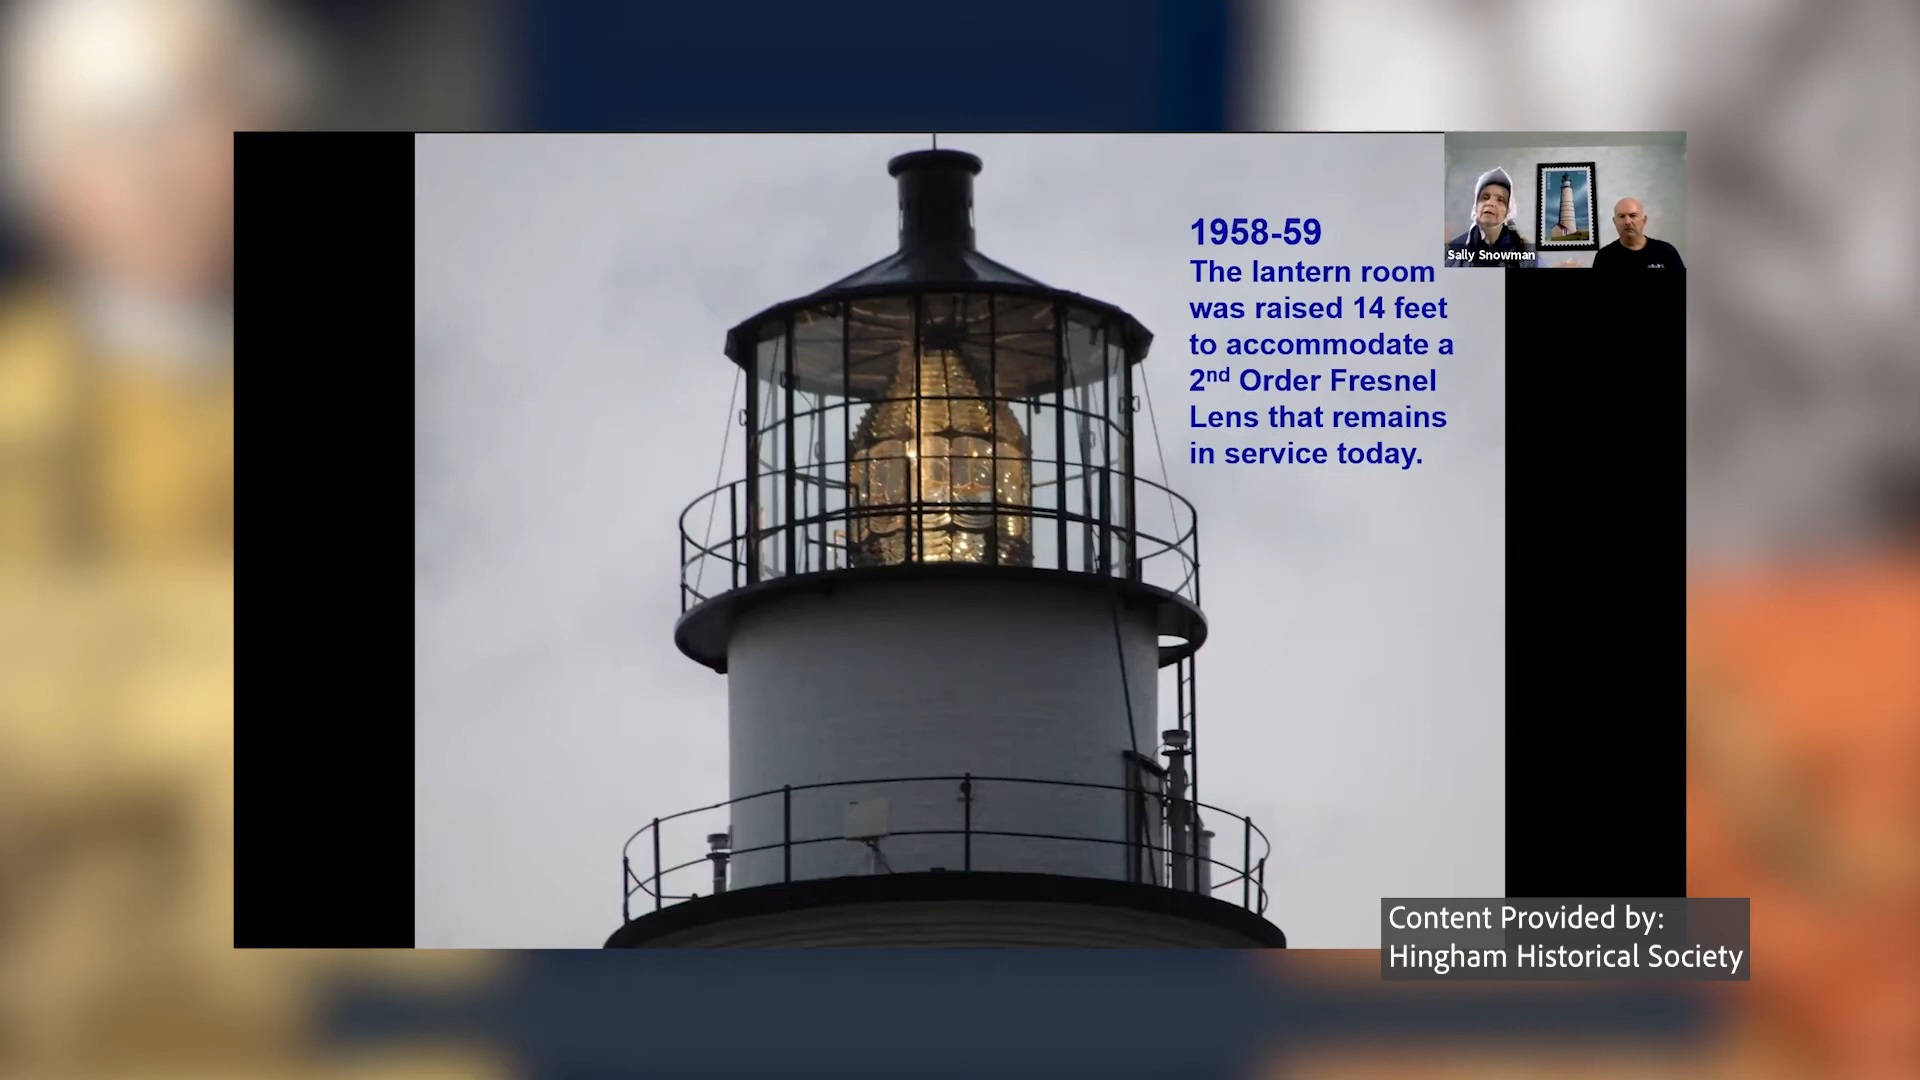 1958-59
The lantern room
was raised 14 feet
to accommodate a
2nd Order Fresnel
Lens that remains
in service today.
Sally Snowman
Content Provided by:
Hingham Historical Society